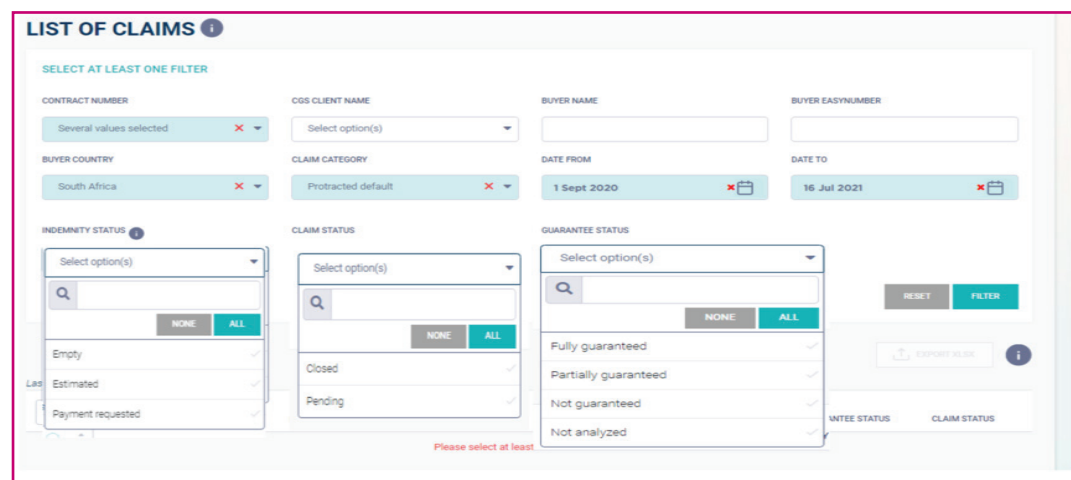 LIST OF CLAIMS i
SELECT AT LEAST ONE FILTER
CONTRACT NUMBER CGS CLIENT NAME BUYER NAME BUYER EASYNUMBER
Several values selected Select option(s)
BUYER COUNTRY CLAIM CATEGORY DATE FROM DATE TO
South Africa Protracted default 1 Sept 2020 16 Jul 2021
INDEMNITY STATUS i CLAIM STATUS GUARANTEE STATUS
Select option(s)
NONE ALL
Empty
Estimated
Payment requested
Select option(s)
NONE ALL
Closed
Pending
Select option(s)
NONE ALL
Fully guaranteed
Partially guaranteed
Not guaranteed
Not analyzed
RESET FILTER
EXPORT XLSX i
Las
ANTEE STATUS CLAIM STATUS
Please select at least